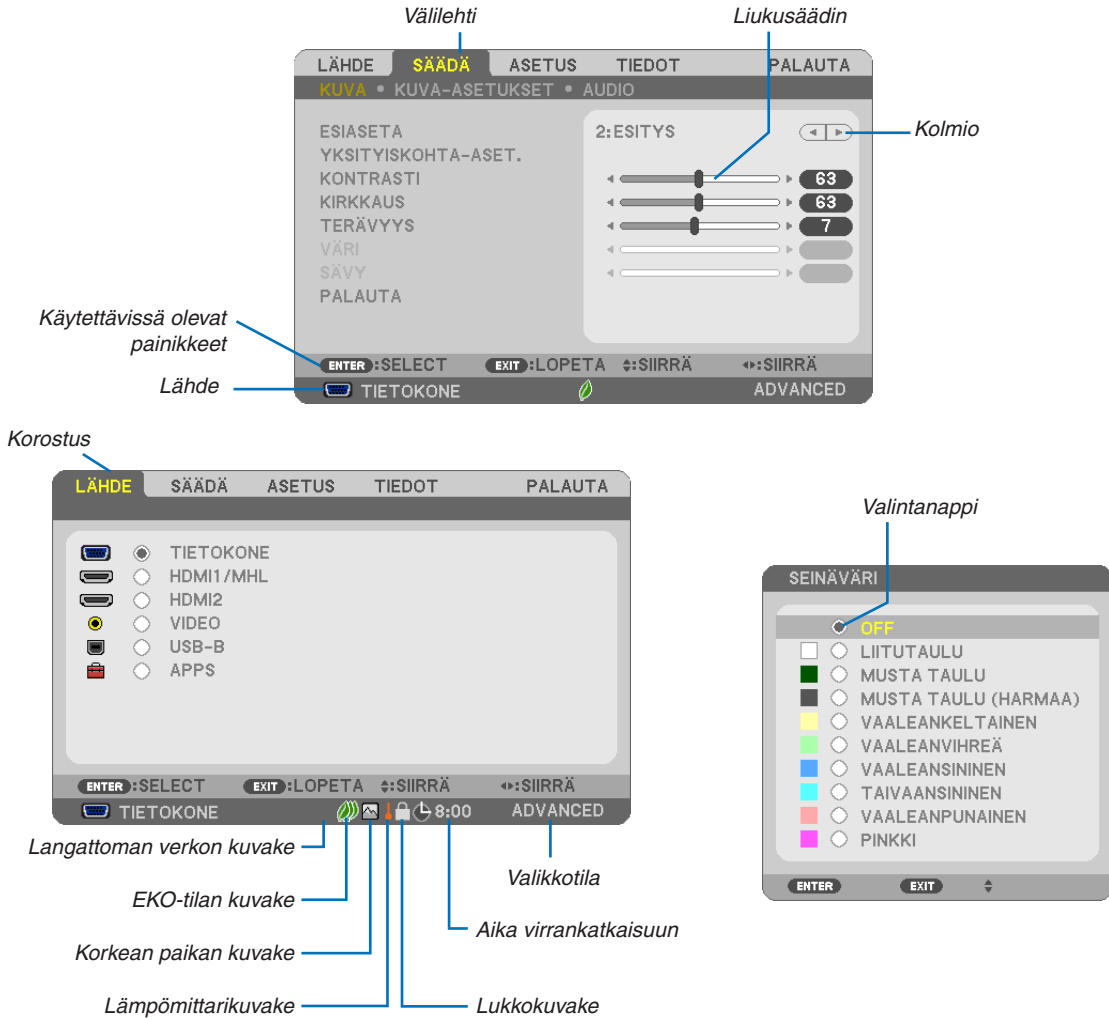 Välilehti
Liukusäädin
LÄHDE SÄÄDÄ ASETUS TIEDOT PALAUTA
KUVA • KUVA-ASETUKSET • AUDIO
ESIASETA 2:ESITYS
Kolmio
YKSITYISKOHTA-ASET.
KONTRASTI 63
KIRKKAUS 63
TERÄVYYS 7
VÄRI
SÄVY
PALAUTA
Käytettävissä olevat
painikkeet
ENTER :SELECT EXIT :LOPETA :SIIRRÄ :SIIRRÄ
Lähde
TIETOKONE ADVANCED
Korostus
LÄHDE SÄÄDÄ ASETUS TIEDOT PALAUTA
TIETOKONE
HDMI1/MHL
HDMI2
VIDEO
USB-B
APPS
ENTER :SELECT EXIT :LOPETA :SIIRRÄ :SIIRRÄ
TIETOKONE 8:00 ADVANCED
Langattoman verkon kuvake
Valikkotila
EKO-tilan kuvake
Aika virrankatkaisuun
Korkean paikan kuvake
Lämpömittarikuvake
Lukkokuvake
Valintanappi
SEINÄVÄRI
OFF
LIITUTAULU
MUSTA TAULU
MUSTA TAULU (HARMAA)
VAALEANKELTAINEN
VAALEANVIHREÄ
VAALEANSININEN
TAIVAANSININEN
VAALEANPUNAINEN
PINKKI
ENTER EXIT